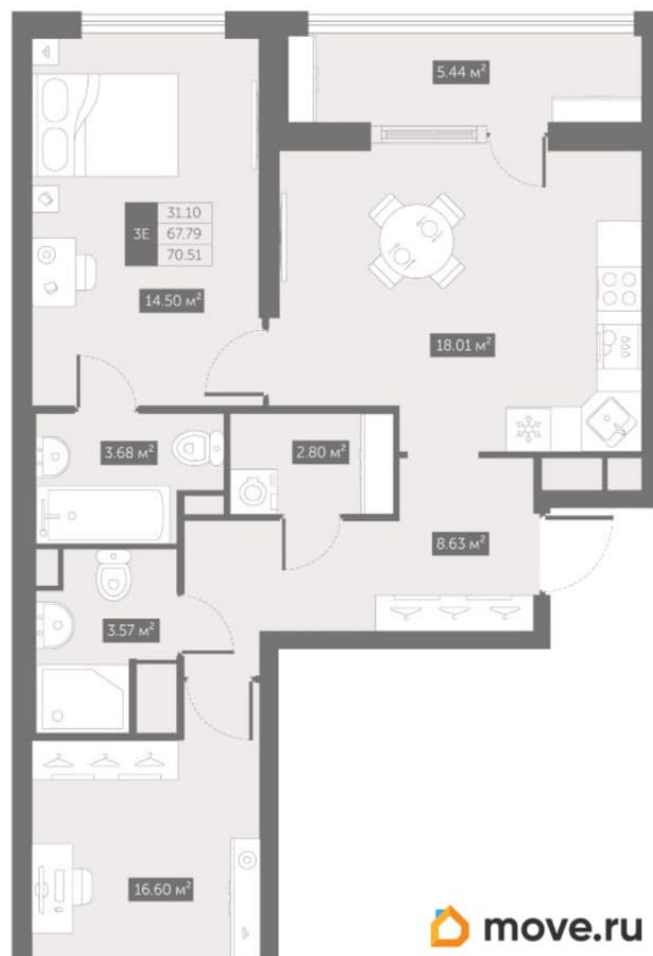 5.44 м²
31.10
3Е
67.79
70.51
14.50 м²
18.01 м²
3.68 м²
2.80 м²
8.63 м²
3.57 м²
16.60 м²
move.ru